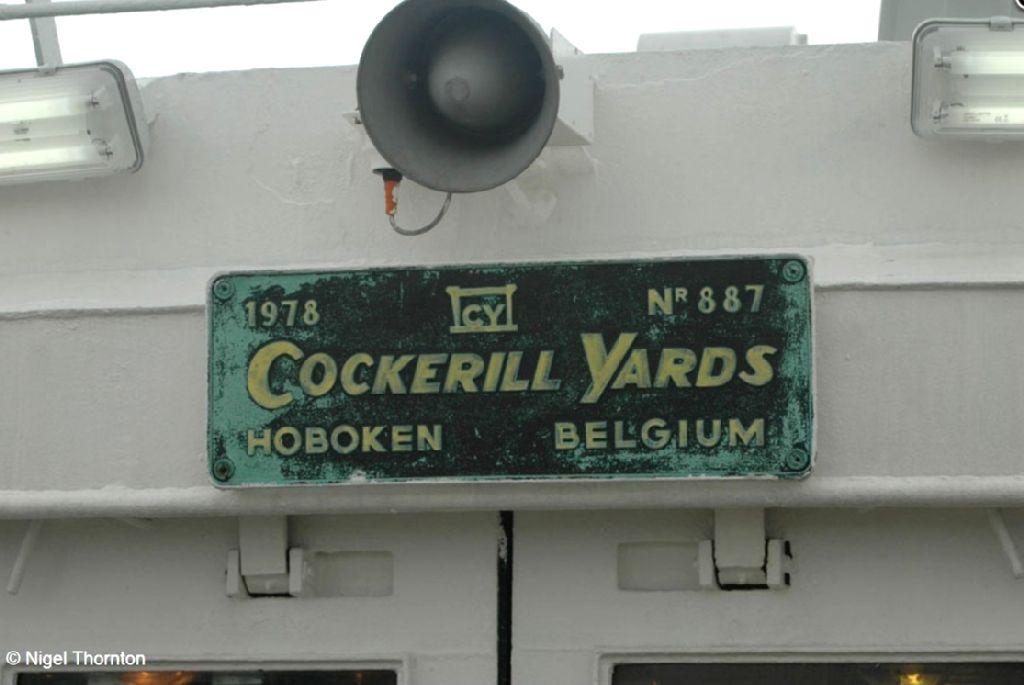 1978 CY NR 887
COCKERILL YARDS
HOBOKEN BELGIUM
© Nigel Thornton